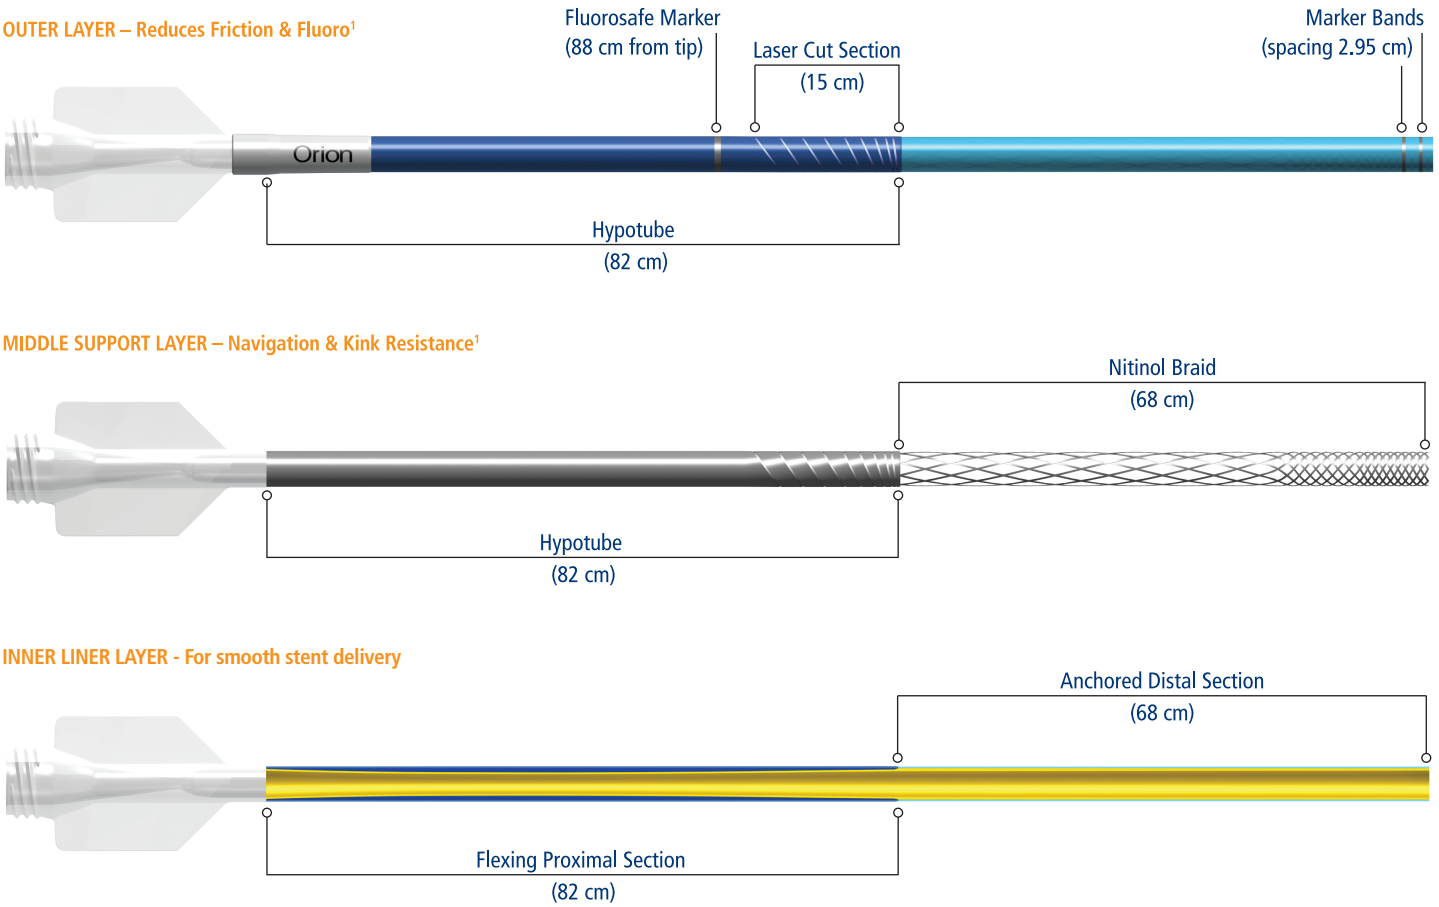 OUTER LAYER – Reduces Friction & Fluoro¹
Fluorosafe Marker
(88 cm from tip)
Laser Cut Section
(15 cm)
Marker Bands
(spacing 2.95 cm)
Orion
Hypotube
(82 cm)
MIDDLE SUPPORT LAYER – Navigation & Kink Resistance¹
Nitinol Braid
(68 cm)
Hypotube
(82 cm)
INNER LINER LAYER - For smooth stent delivery
Anchored Distal Section
(68 cm)
Flexing Proximal Section
(82 cm)